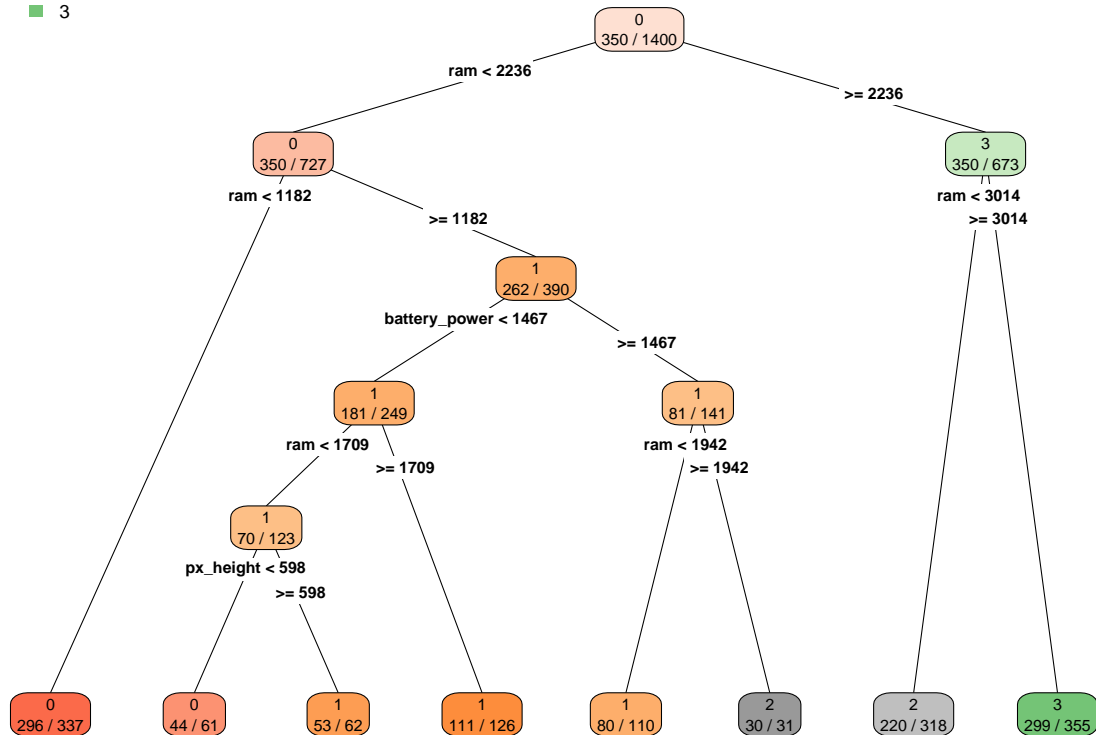 3
0
350 / 1400
ram < 2236
>= 2236
0
350 / 727
3
350 / 673
ram < 1182
>= 1182
ram < 3014
>= 3014
1
262 / 390
battery_power < 1467
>= 1467
1
181 / 249
1
81 / 141
ram < 1709
>= 1709
ram < 1942
>= 1942
1
70 / 123
px_height < 598
>= 598
0
296 / 337
0
44 / 61
1
53 / 62
1
111 / 126
1
80 / 110
2
30 / 31
2
220 / 318
3
299 / 355